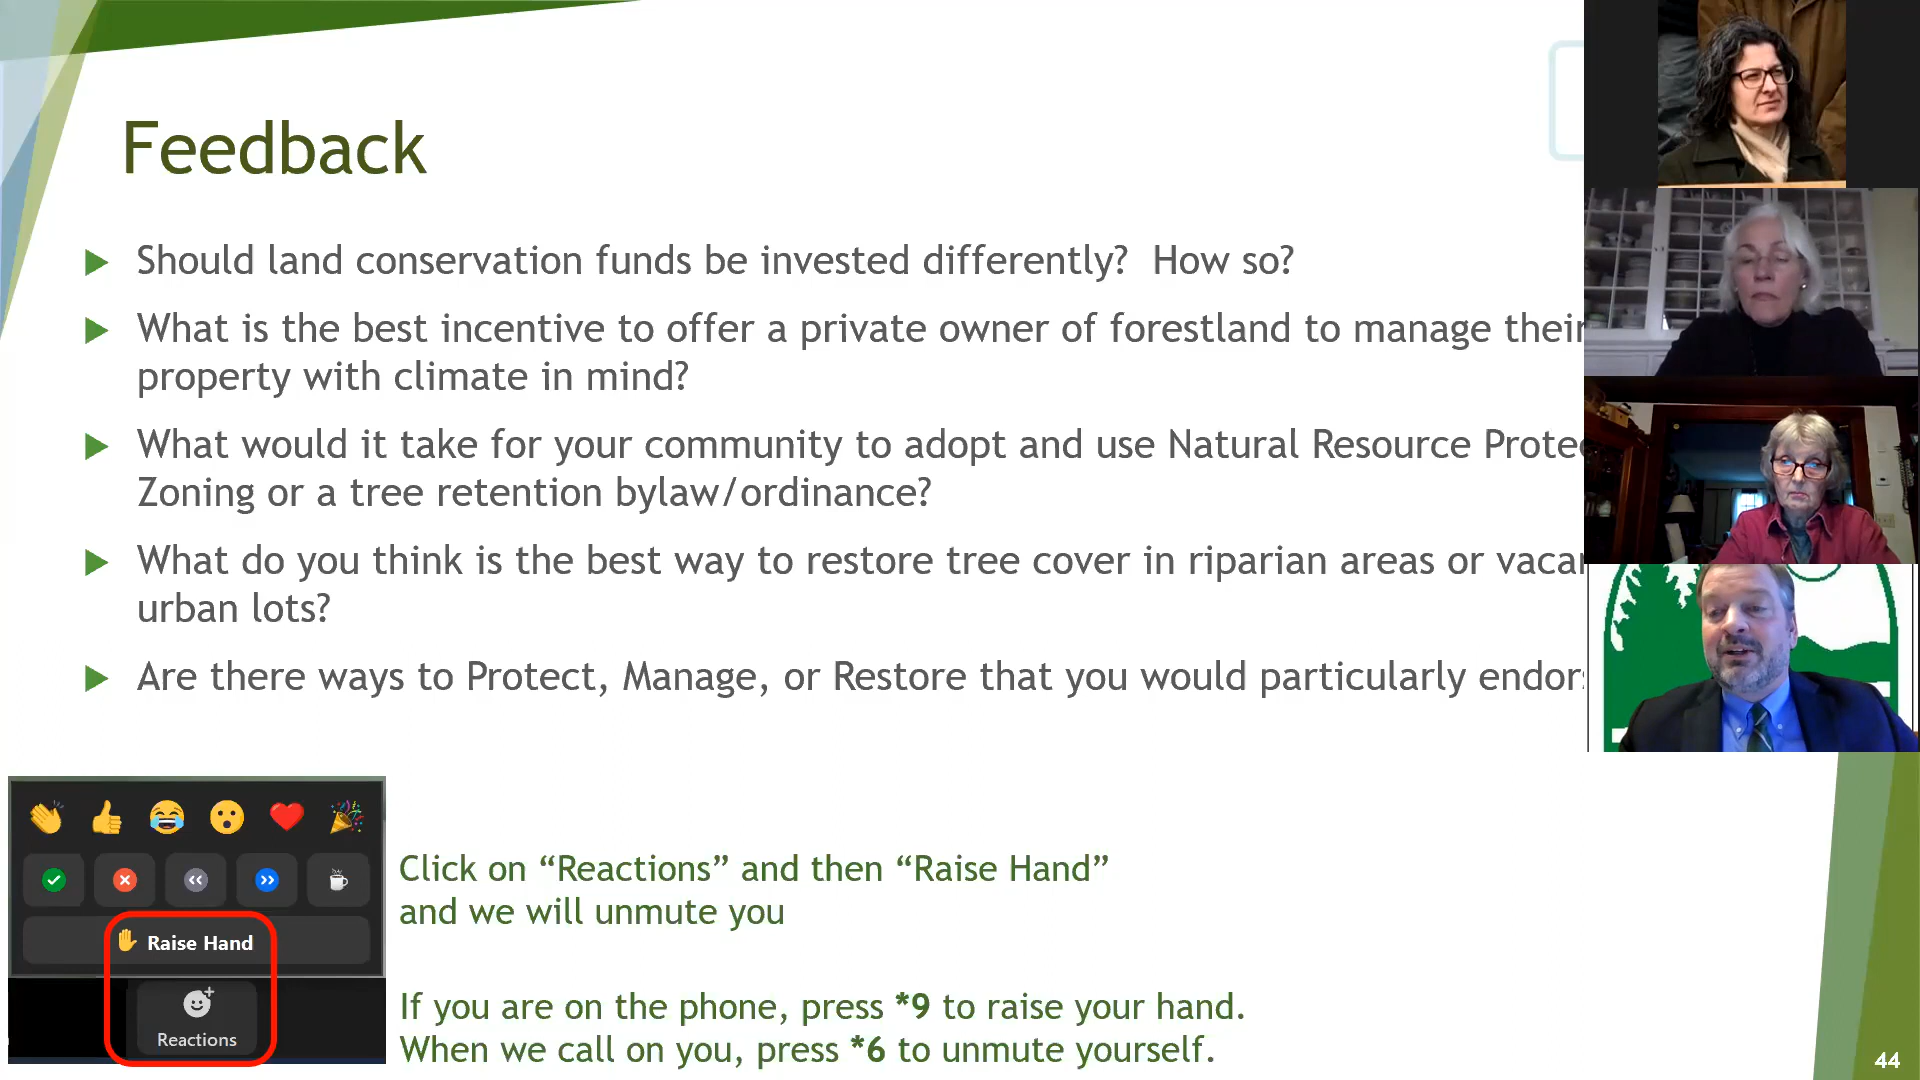 Feedback
Should land conservation funds be invested differently? How so?
What is the best incentive to offer a private owner of forestland to manage their
property with climate in mind?
What would it take for your community to adopt and use Natural Resource Protec
Zoning or a tree retention bylaw/ordinance?
What do you think is the best way to restore tree cover in riparian areas or vacan
urban lots?
Are there ways to Protect, Manage, or Restore that you would particularly endors
Raise Hand
Reactions
Click on “Reactions” and then “Raise Hand”
and we will unmute you
If you are on the phone, press *9 to raise your hand.
When we call on you, press *6 to unmute yourself.
44